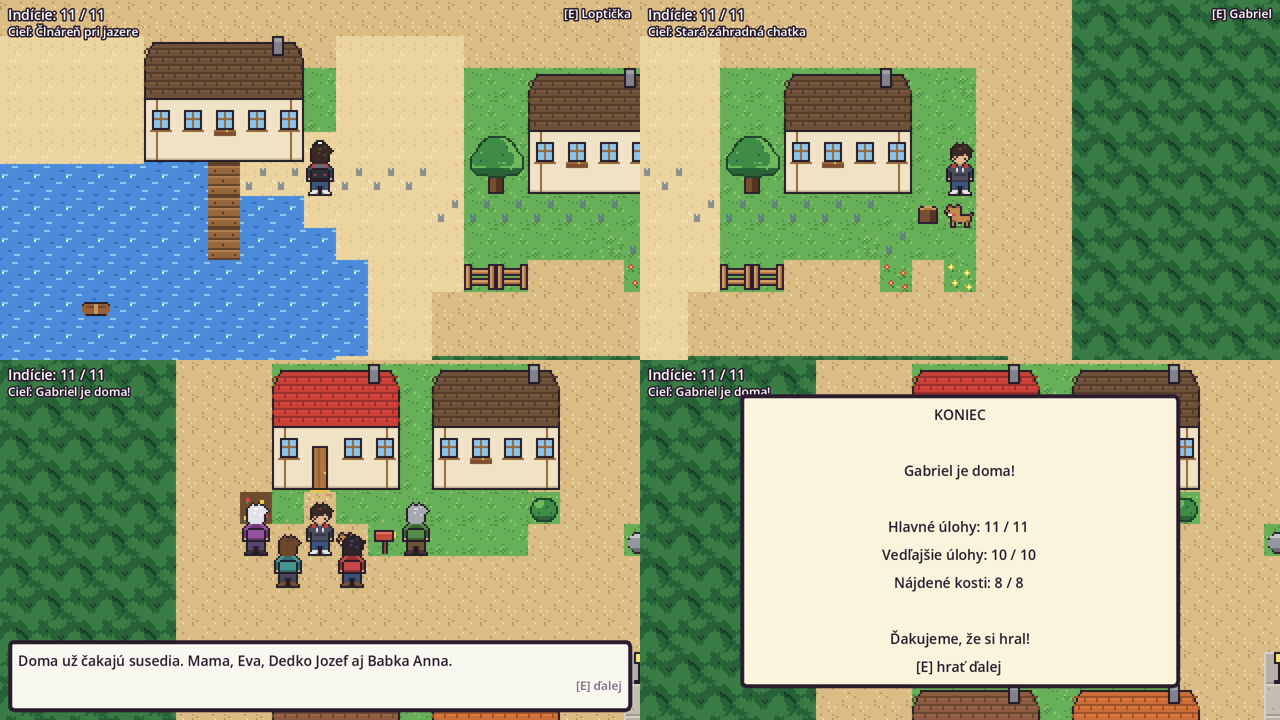 Indície: 11 / 11
Cieľ: Člnáreň pri jazere
[E] Loptička
Indície: 11 / 11
Cieľ: Stará záhradná chatka
[E] Gabriel
Indície: 11 / 11
Cieľ: Gabriel je doma!
Doma už čakajú susedia. Mama, Eva, Dedko Jozef aj Babka Anna.
[E] ďalej
Indície: 11 / 11
Cieľ: Gabriel je doma!
KONIEC
Gabriel je doma!
Hlavné úlohy: 11 / 11
Vedľajšie úlohy: 10 / 10
Nájdené kosti: 8 / 8
Ďakujeme, že si hral!
[E] hrať ďalej